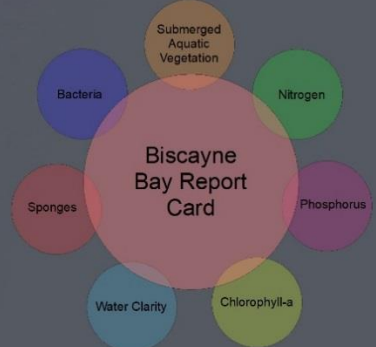 Submerged
Aquatic
Vegetation
Bacteria
Nitrogen
Biscayne
Bay Report
Card
Sponges
Phosphorus
Water Clarity
Chlorophyll-a